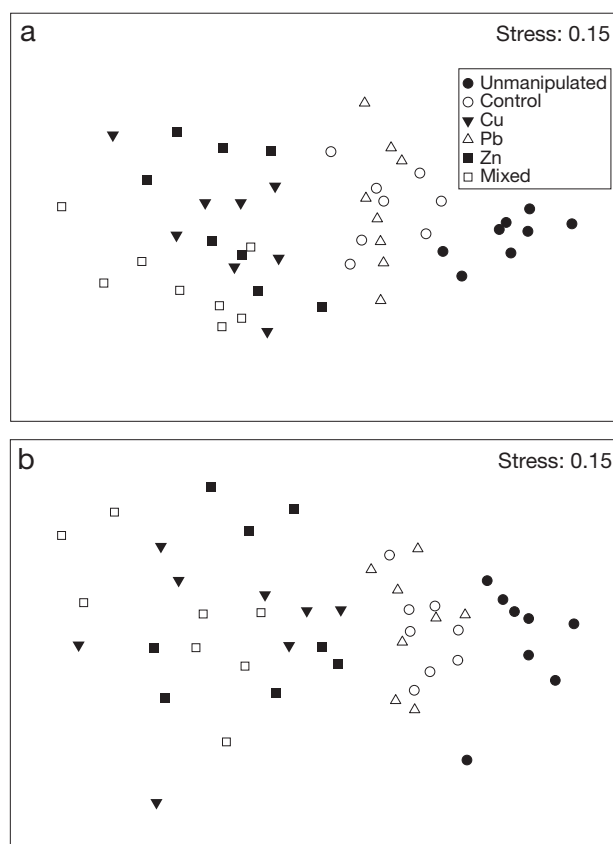 a
Stress: 0.15
Unmanipulated
Control
Cu
Pb
Zn
Mixed
b
Stress: 0.15